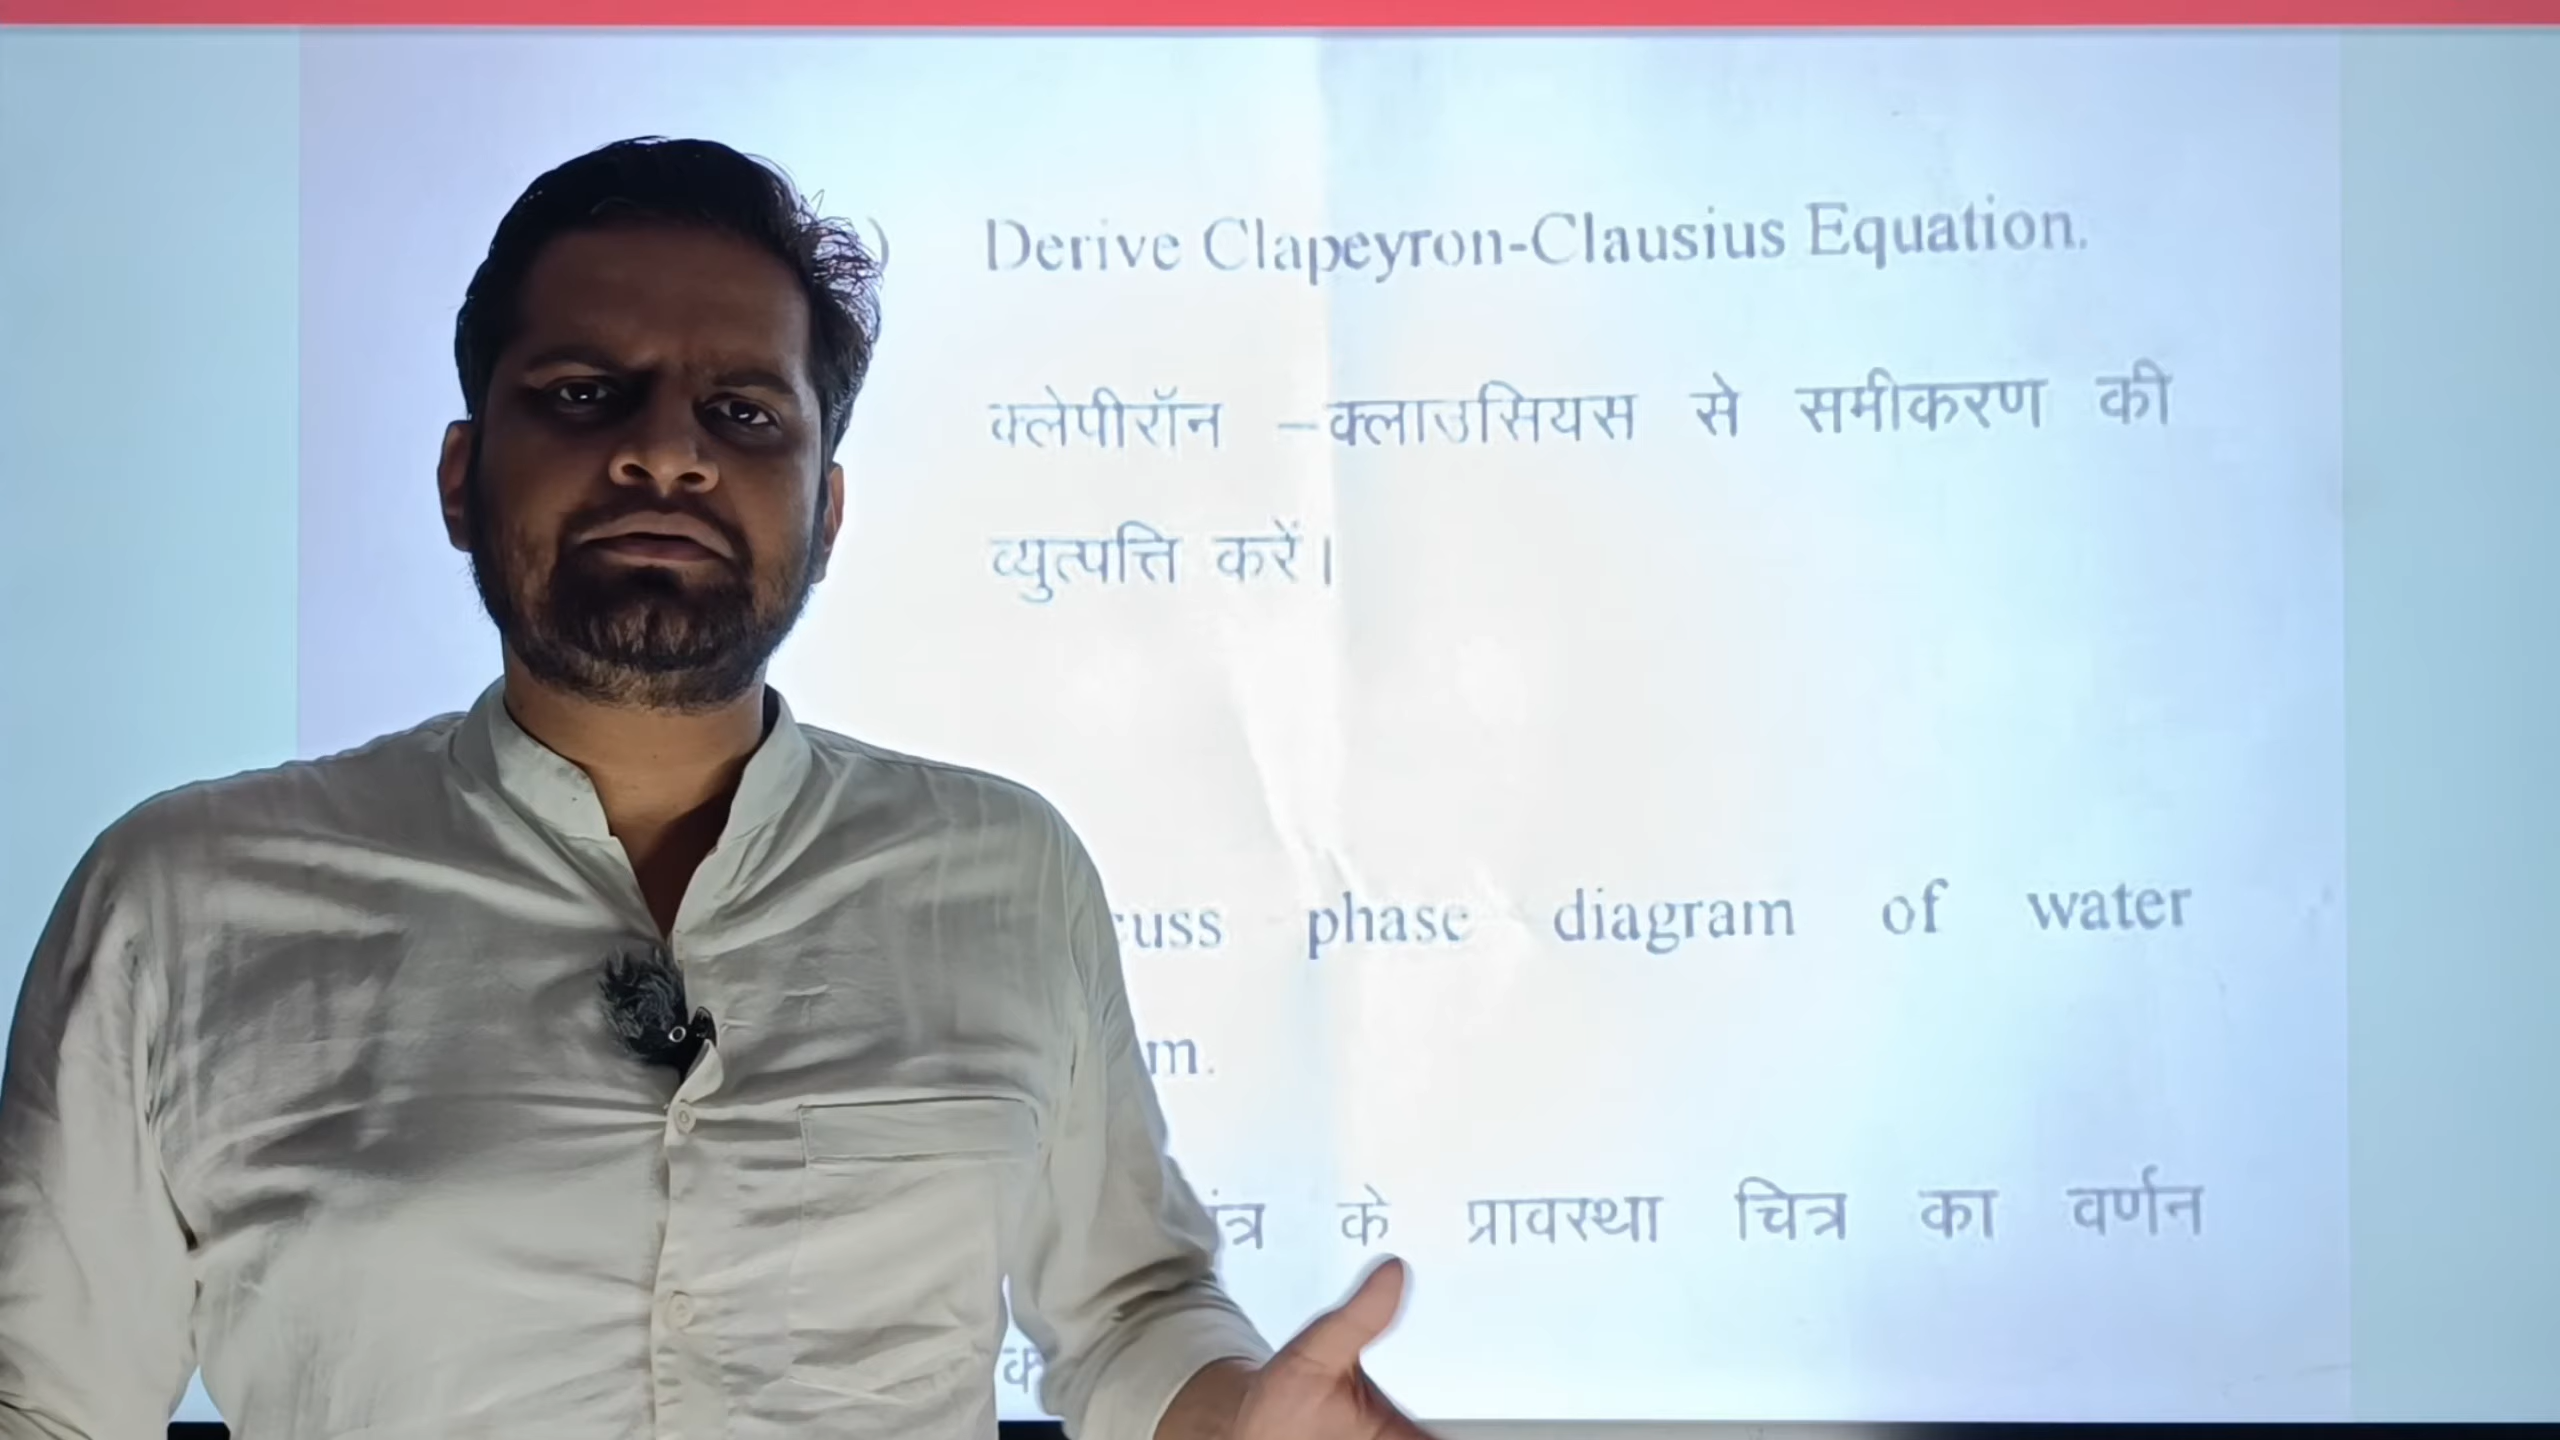 ) Derive Clapeyron-Clausius Equation.
क्लेपीरॉन –क्लाउसियस से समीकरण की
व्युत्पत्ति करें।
cuss phase diagram of water
m.
ंत्र के प्रावस्था चित्र का वर्णन
क